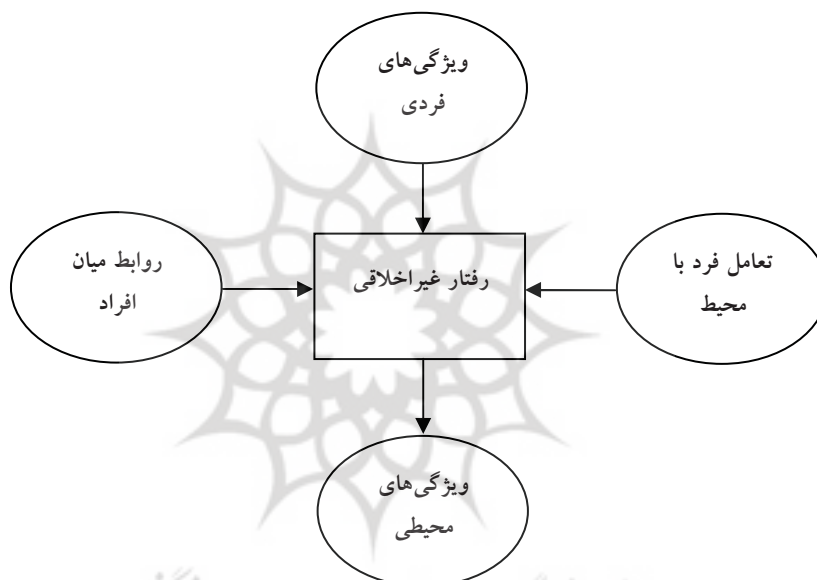 ویژگی‌های
فردی
تعامل فرد با
محیط
رفتار غیراخلاقی
روابط میان
افراد
ویژگی‌های
محیطی